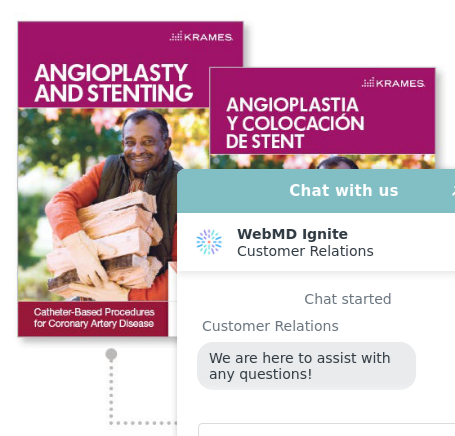 KRAMES
ANGIOPLASTY
AND STENTING
KRAMES
ANGIOPLASTIA
Y COLOCACIÓN
DE STENT
Catheter-Based Procedures
for Coronary Artery Disease
Chat with us
WebMD Ignite
Customer Relations
Chat started
Customer Relations
We are here to assist with
any questions!